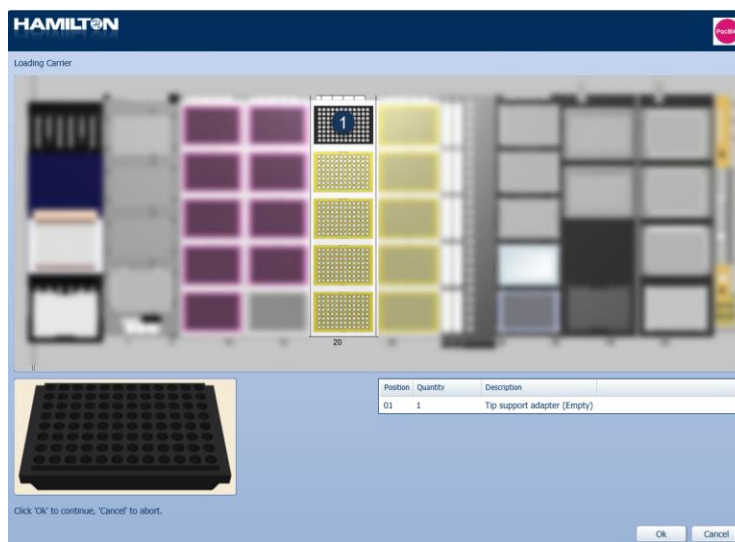 HAMILTON
PacBi
Loading Carrier
1
20
Position Quantity Description
01 1 Tip support adapter (Empty)
Click 'Ok' to continue, 'Cancel' to abort.
Ok Cancel